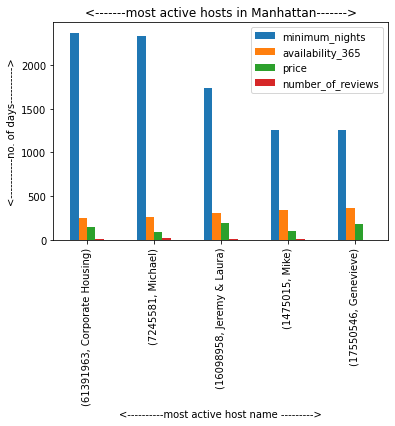 <-------most active hosts in Manhattan------->
minimum_nights
availability_365
price
number_of_reviews
<---------no. of days--------->
2000
1500
1000
500
0
(61391963, Corporate Housing)
(7245581, Michael)
(16098958, Jeremy & Laura)
(1475015, Mike)
(17550546, Genevieve)
<----------most active host name --------->